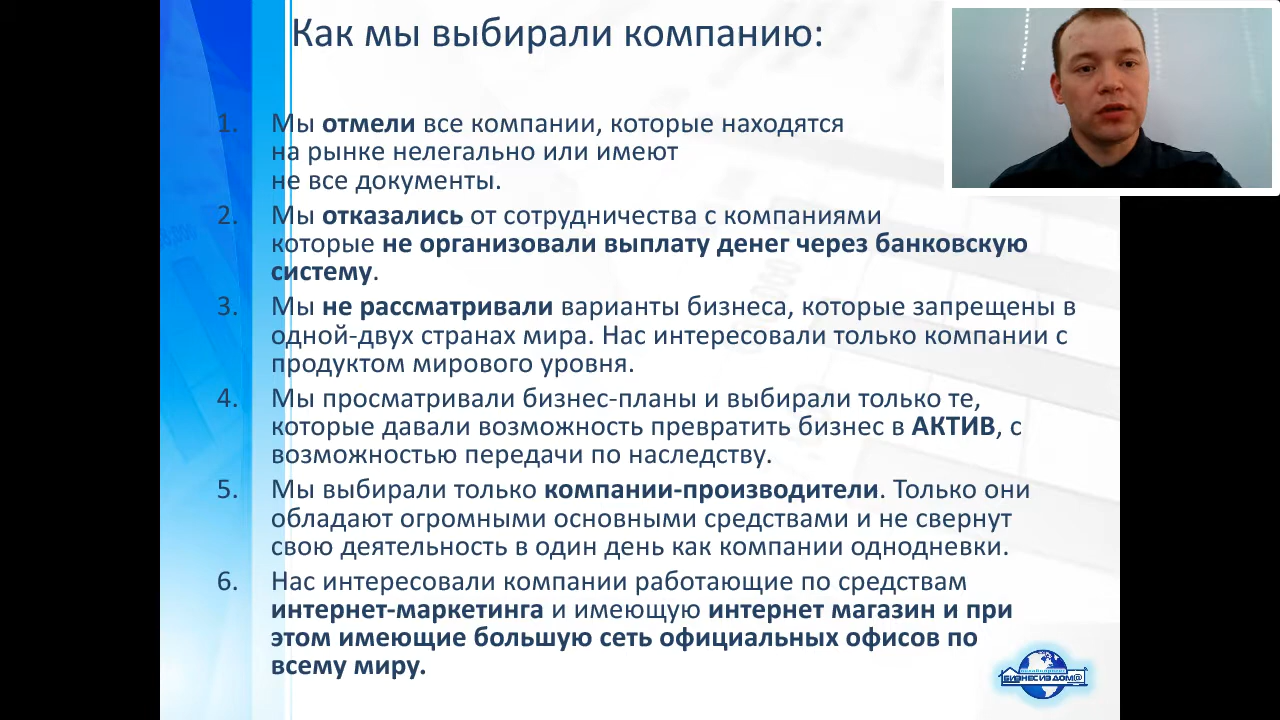 Как мы выбирали компанию:
1. Мы отмели все компании, которые находятся
на рынке нелегально или имеют
не все документы.
2. Мы отказались от сотрудничества с компаниями
которые не организовали выплату денег через банковскую
систему.
3. Мы не рассматривали варианты бизнеса, которые запрещены в
одной-двух странах мира. Нас интересовали только компании с
продуктом мирового уровня.
4. Мы просматривали бизнес-планы и выбирали только те,
которые давали возможность превратить бизнес в АКТИВ, с
возможностью передачи по наследству.
5. Мы выбирали только компании-производители. Только они
обладают огромными основными средствами и не свернут
свою деятельность в один день как компании однодневки.
6. Нас интересовали компании работающие по средствам
интернет-маркетинга и имеющую интернет магазин и при
этом имеющие большую сеть официальных офисов по
всему миру.
БИЗНЕС ИЗ ДОМ@